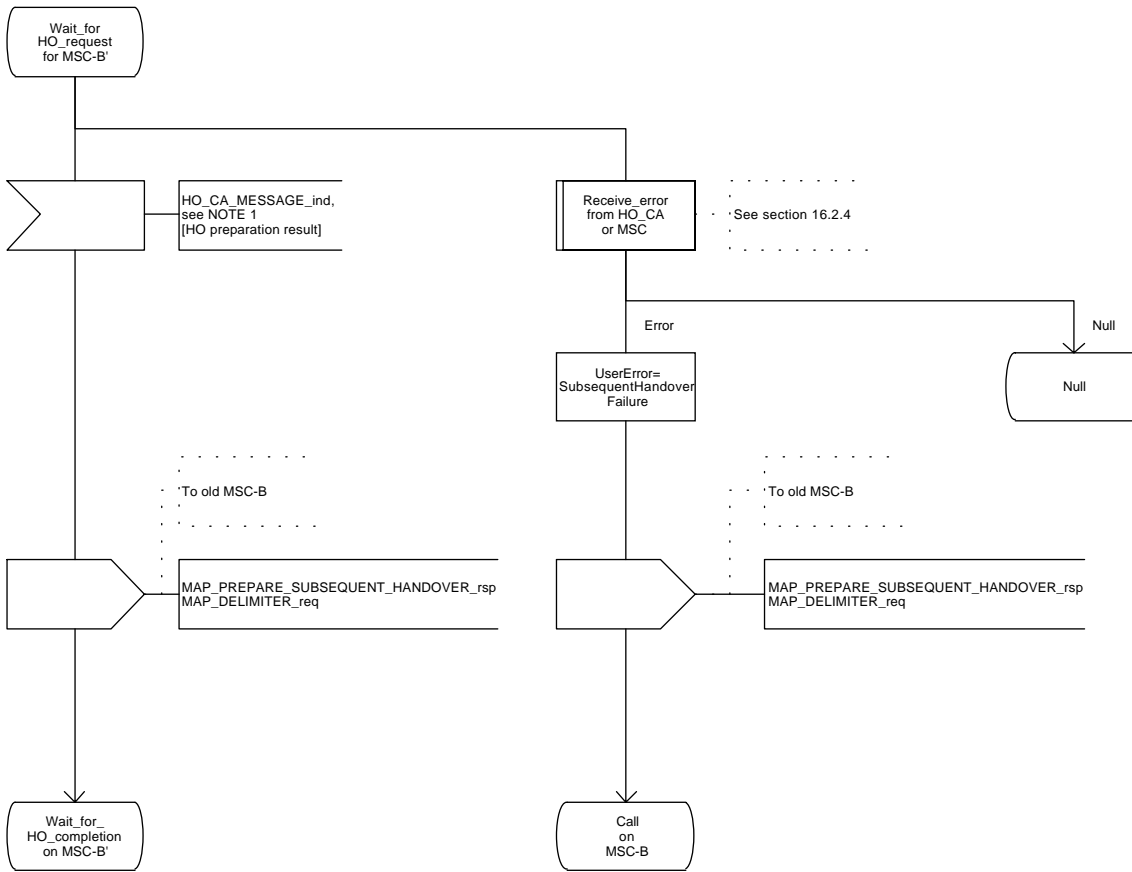 Wait_for
HO_request
for MSC-B'
HO_CA_MESSAGE_ind,
see NOTE 1
[HO preparation result]
Receive_error
from HO_CA
or MSC
See section 16.2.4
Error
Null
UserError=
SubsequentHandover
Failure
Null
To old MSC-B
To old MSC-B
MAP_PREPARE_SUBSEQUENT_HANDOVER_rsp
MAP_DELIMITER_req
MAP_PREPARE_SUBSEQUENT_HANDOVER_rsp
MAP_DELIMITER_req
Wait_for_
HO_completion
on MSC-B'
Call
on
MSC-B